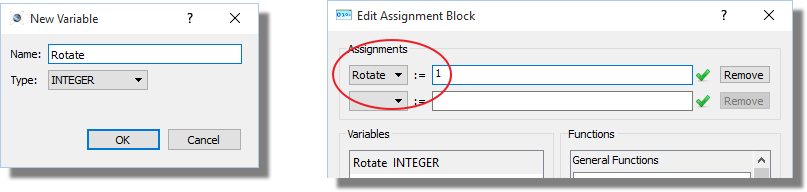 New Variable ? ×
Name: Rotate
Type: INTEGER
OK Cancel
Edit Assignment Block ? ×
Assignments
Rotate := 1 Remove
:= Remove
Variables
Rotate INTEGER
Functions
General Functions